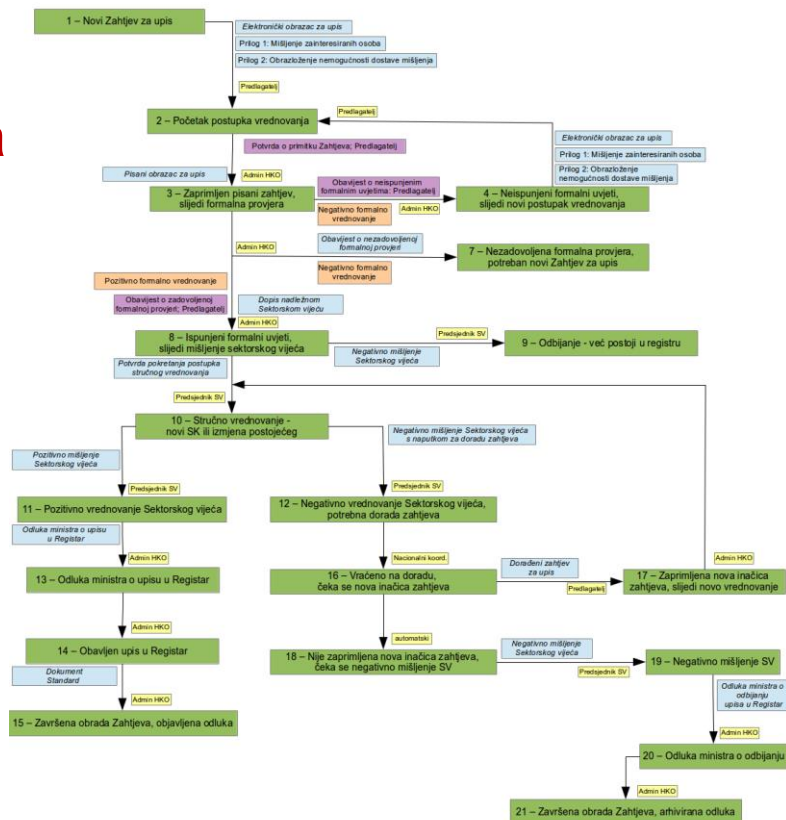 1 – Novi Zahtjev za upis
Elektronički obrazac za upis
Prilog 1: Mišljenje zainteresiranih osoba
Prilog 2: Obrazloženje nemogućnosti dostave mišljenja
Predlagatelj
Predlagatelj
2 – Početak postupka vrednovanja
Elektronički obrazac za upis
Potvrda o primitku Zahtjeva; Predlagatelj
Prilog 1: Mišljenje zainteresiranih osoba
Prilog 2: Obrazloženje
nemogućnosti dostave mišljenja
Pisani obrazac za upis
Admin HKO
Obavijest o neispunjenim
formalnim uvjetima: Predlagatelj
3 – Zaprimljen pisani zahtjev,
slijedi formalna provjera
4 – Neispunjeni formalni uvjeti,
slijedi novi postupak vrednovanja
Negativno formalno
vrednovanje
Admin HKO
Admin HKO
Obavijest o nezadovoljenoj
formalnoj provjeri
7 – Nezadovoljena formalna provjera,
potreban novi Zahtjev za upis
Negativno formalno
vrednovanje
Pozitivno formalno vrednovanje
Obavijest o zadovoljenoj
formalnoj provjeri; Predlagatelj
Dopis nadležnom
Sektorskom vijeću
Admin HKO
8 – Ispunjeni formalni uvjeti,
slijedi mišljenje sektorskog vijeća
Predsjednik SV
9 – Odbijanje - već postoji u registru
Negativno mišljenje
Sektorskog vijeća
Potvrda pokretanja postupka
stručnog vrednovanja
Predsjednik SV
10 – Stručno vrednovanje -
novi SK ili izmjena postojećeg
Negativno mišljenje Sektorskog vijeća
s naputkom za doradu zahtjeva
Pozitivno mišljenje
Sektorskog vijeća
Predsjednik SV
Predsjednik SV
11 – Pozitivno vrednovanje Sektorskog vijeća
12 – Negativno vrednovanje Sektorskog vijeća,
potrebna dorada zahtjeva
Odluka ministra o upisu
u Registar
Admin HKO
Nacionalni koord.
Admin HKO
13 – Odluka ministra o upisu u Registar
16 – Vraćeno na doradu,
čeka se nova inačica zahtjeva
Dorađeni zahtjev
za upis
Predlagatelj
17 – Zaprimljena nova inačica
zahtjeva, slijedi novo vrednovanje
Admin HKO
automatski
14 – Obavljen upis u Registar
18 – Nije zaprimljena nova inačica zahtjeva,
čeka se negativno mišljenje SV
Negativno mišljenje
Sektorskog vijeća
Predsjednik SV
19 – Negativno mišljenje SV
Dokument
Standard
Admin HKO
Odluka ministra o
odbijanju
upisa u Registar
Admin HKO
15 – Završena obrada Zahtjeva, objavljena odluka
20 – Odluka ministra o odbijanju
Admin HKO
21 – Završena obrada Zahtjeva, arhivirana odluka